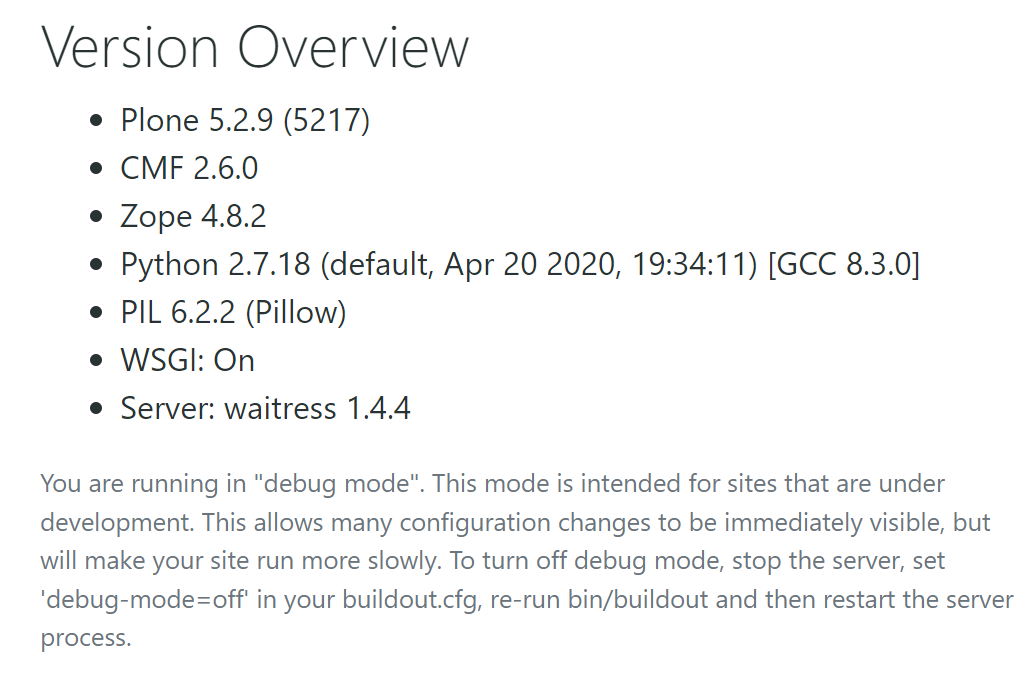 Version Overview
Plone 5.2.9 (5217)
CMF 2.6.0
Zope 4.8.2
Python 2.7.18 (default, Apr 20 2020, 19:34:11) [GCC 8.3.0]
PIL 6.2.2 (Pillow)
WSGI: On
Server: waitress 1.4.4
You are running in "debug mode". This mode is intended for sites that are under
development. This allows many configuration changes to be immediately visible, but
will make your site run more slowly. To turn off debug mode, stop the server, set
'debug-mode=off' in your buildout.cfg, re-run bin/buildout and then restart the server
process.